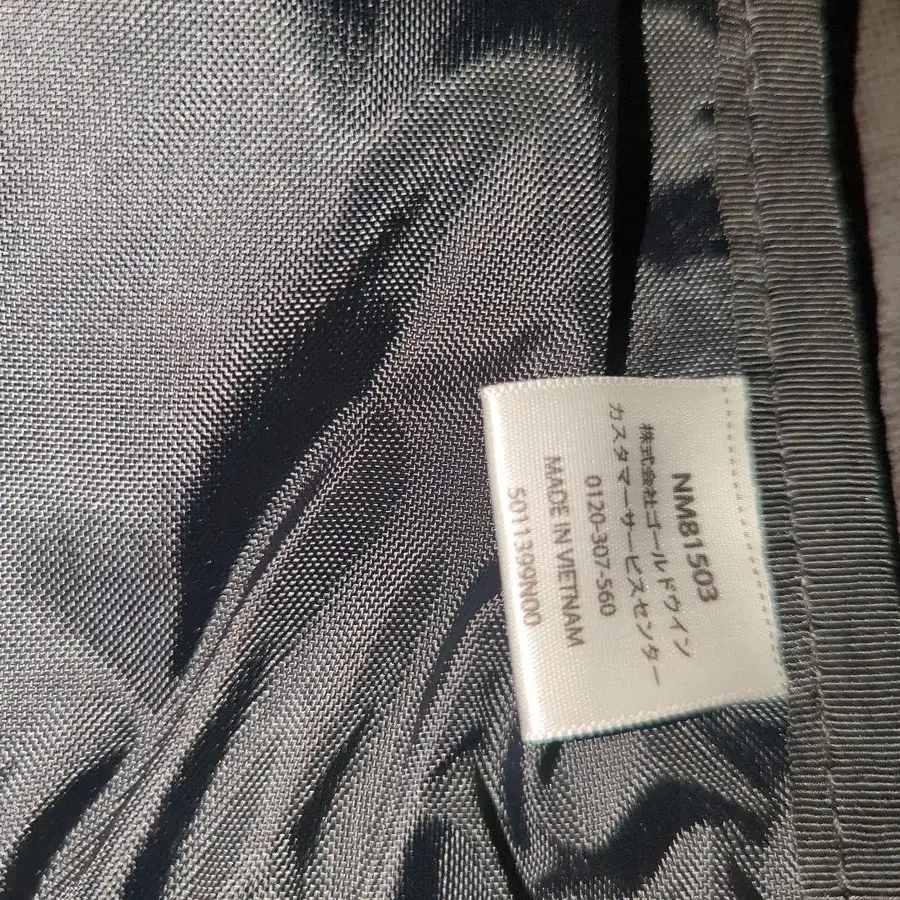 NM81503
株式会社ゴールドウイン
カスタマーサービスセンター
0120-307-560
MADE IN VIETNAM
5011399N00